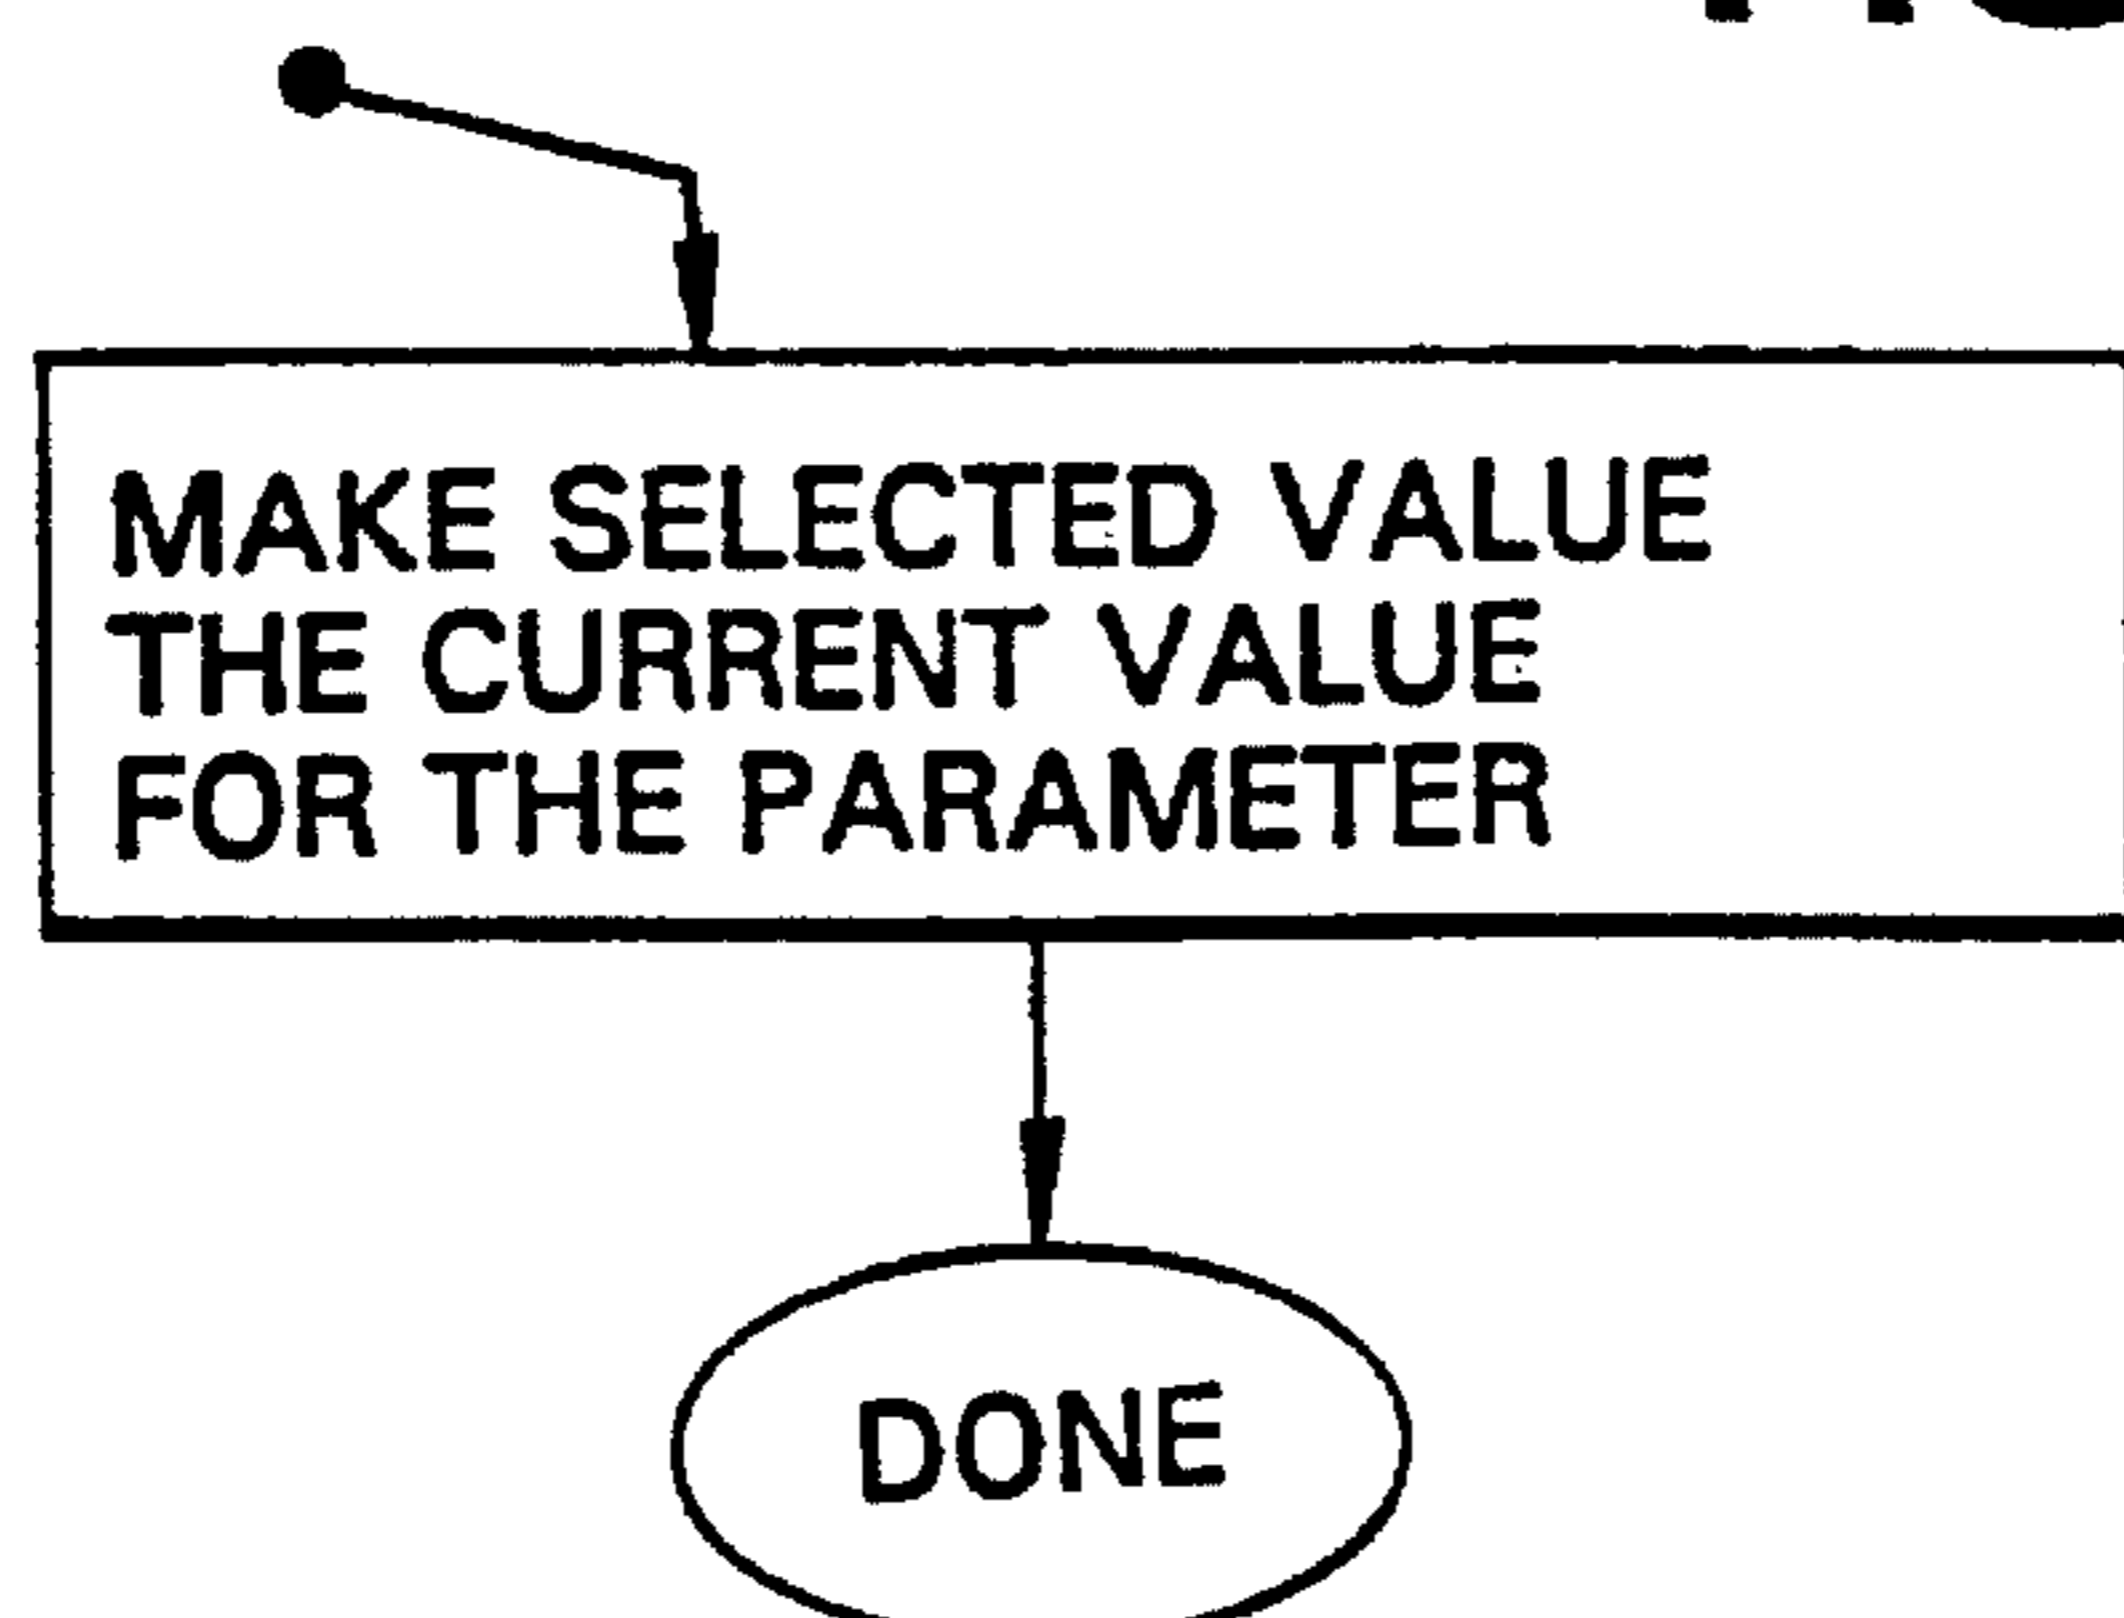 MAKE SELECTED VALUE
THE CURRENT VALUE
FOR THE PARAMETER
DONE